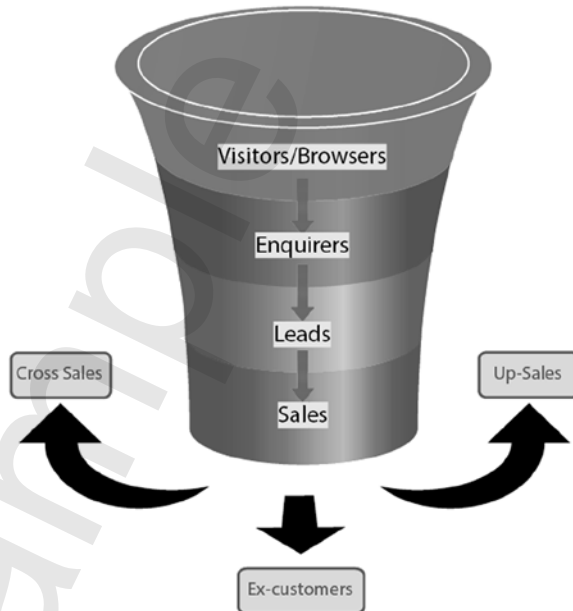 Visitors/Browsers
Enquirers
Leads
Sales
Cross Sales
Up-Sales
Ex-customers